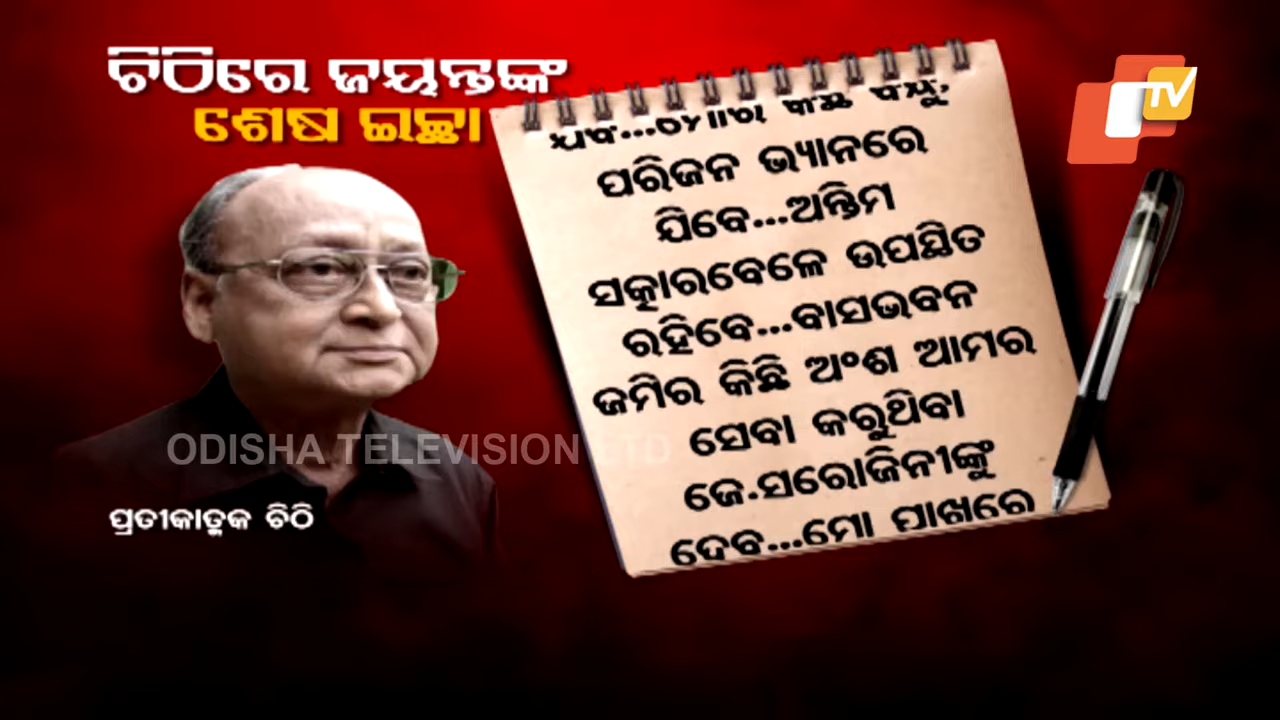 ଚିଠିରେ ଜୟନ୍ତଙ୍କ
ଶେଷ ଇଚ୍ଛା
TV
ପରିଜନ ଭ୍ୟାନରେ
ଯିବେ...ଅନ୍ତିମ
ସତ୍କାରବେଳେ ଉପସ୍ଥିତ
ରହିବେ...ବାସଭବନ
ଜମିର କିଛି ଅଂଶ ଆମର
ସେବା କରୁଥିବା
ଜେ.ସରୋଜିନୀଙ୍କୁ
ଦେବ...ମୋ ପାଖରେ
ODISHA TELEVISION LTD
ପ୍ରତୀକାତ୍ମକ ଚିଠି